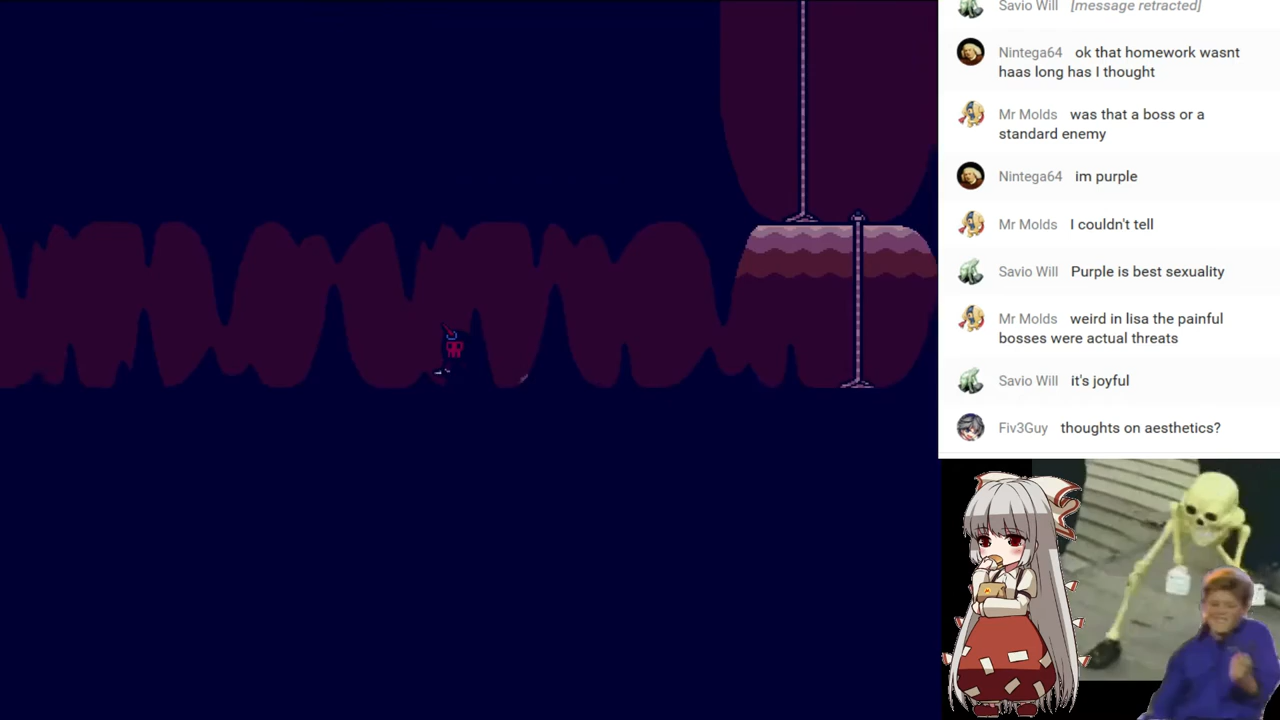 Savio Will [message retracted]
Nintega64 ok that homework wasnt
haas long has I thought
Mr Molds was that a boss or a
standard enemy
Nintega64 im purple
Mr Molds I couldn't tell
Savio Will Purple is best sexuality
Mr Molds weird in lisa the painful
bosses were actual threats
Savio Will it's joyful
Fiv3Guy thoughts on aesthetics?